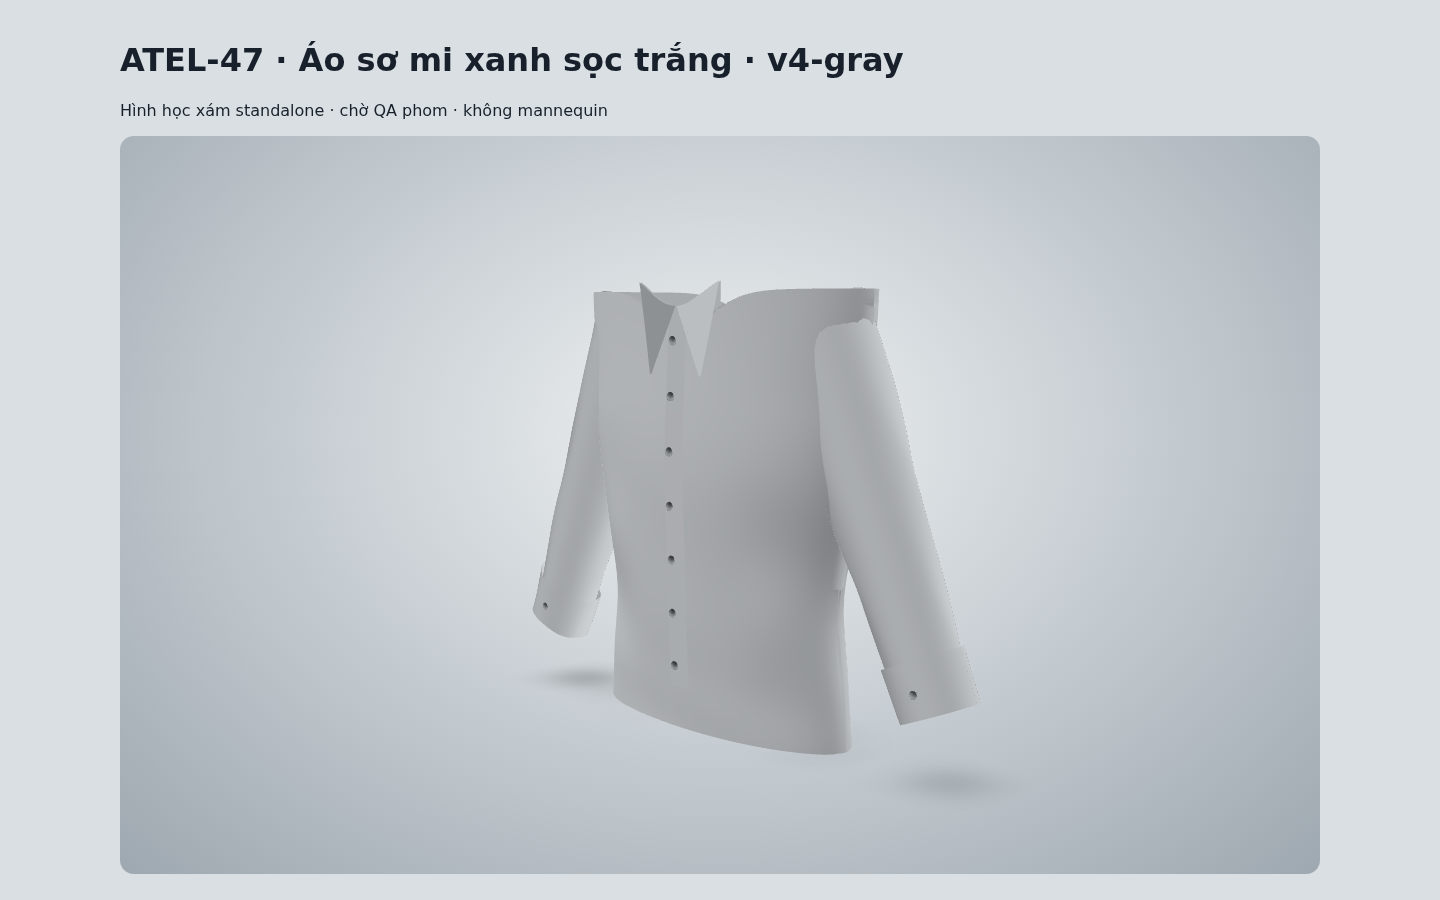 ATEL-47 · Áo sơ mi xanh sọc trắng · v4-gray
Hình học xám standalone · chờ QA phom · không mannequin